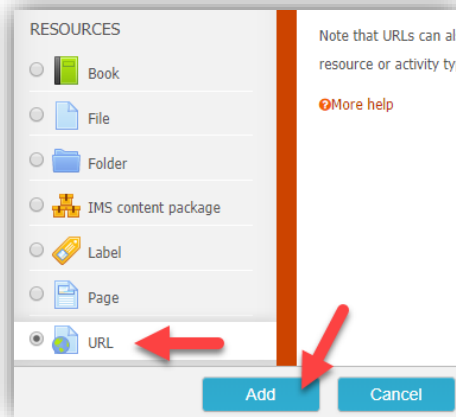 RESOURCES
Book
File
Folder
IMS content package
Label
Page
URL
Note that URLs can al
resource or activity ty
More help
Add
Cancel